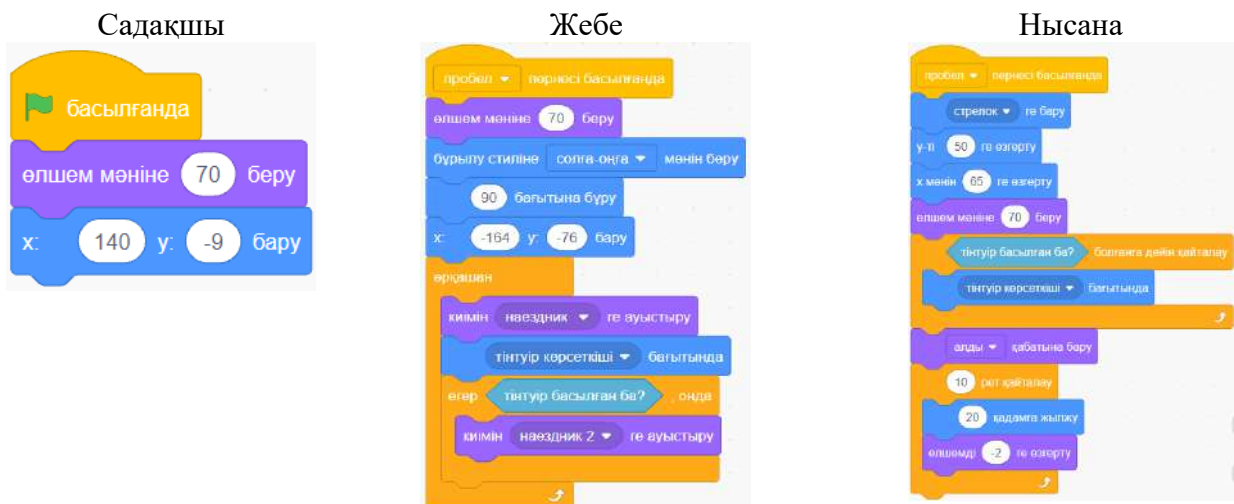 Садақшы
басылғанда
өлшем мәніне 70 беру
x: 140 y: -9 бару
Жебе
пробел пернесі басылғанда
өлшем мәніне 70 беру
бұрылу стиліне солға-оңға мәнін беру
90 бағытына бұру
x: -164 y: -76 бару
әрқашан
киімін наездник ге ауыстыру
тінтуір көрсеткіші бағытында
егер тінтуір басылған ба? , онда
киімін наездник 2 ге ауыстыру
Нысана
пробел пернесі басылғанда
стрелок ге бару
y-ті 50 ге өзгерту
x мәнін 65 ге өзгерту
өлшем мәніне 70 беру
тінтуір басылған ба? болғанға дейін қайталау
тінтуір көрсеткіші бағытында
алды қабатына бару
10 рет қайталау
20 қадамға жылжу
өлшемді -2 ге өзгерту